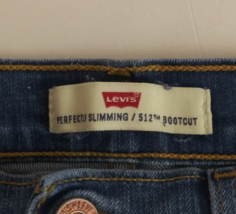 LEVI'S
PERFECTLY SLIMMING / 512™ BOOTCUT